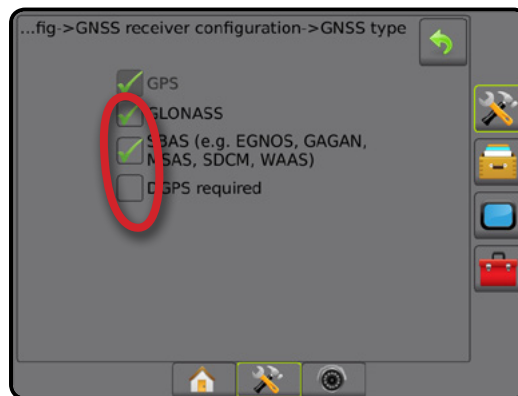 ...fig->GNSS receiver configuration->GNSS type
GPS
GLONASS
SBAS (e.g. EGNOS, GAGAN,
MSAS, SDCM, WAAS)
DGPS required